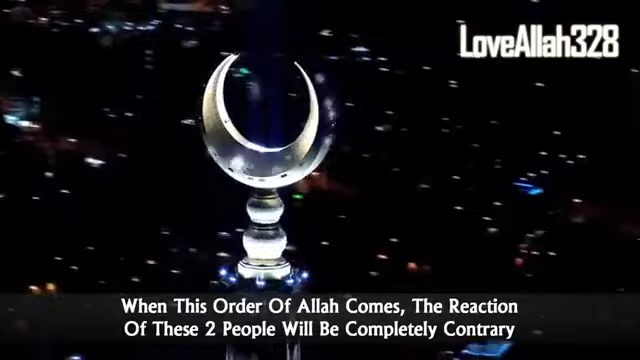 LoveAllah328
When This Order Of Allah Comes, The Reaction
Of These 2 People Will Be Completely Contrary